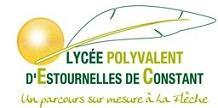 LYCÉE POLYVALENT
D'ESTOURNELLES DE CONSTANT
Un parcours sur mesure à La Flèche